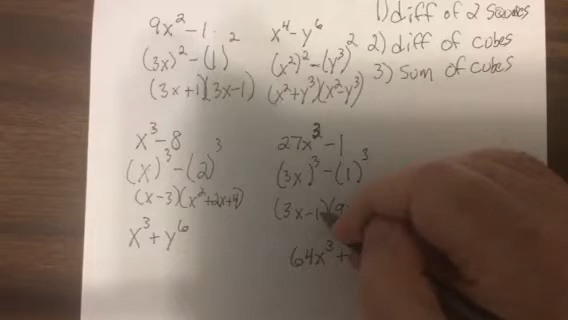 1) diff of 2 squares
2) diff of cubes
3) sum of cubes
9x² - 1
(3x)² - (1)²
(3x+1)(3x-1)
x⁴ - y⁶
(x²)² - (y³)²
(x²+y³)(x²-y³)
x³ - 8
(x)³ - (2)³
(x-3)(x²+2x+4)
x³ + y⁶
27x³ - 1
(3x)³ - (1)³
(3x-1)(9
64x³ +